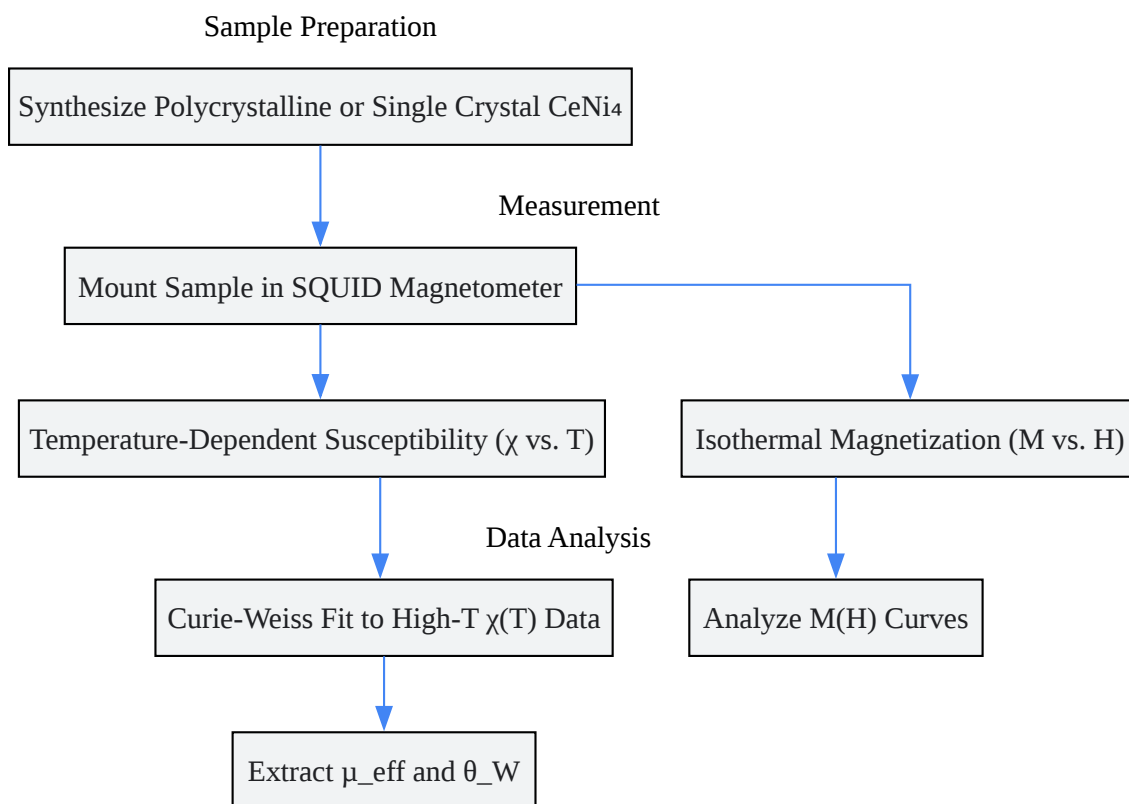 Sample Preparation
Synthesize Polycrystalline or Single Crystal CeNi₄
Measurement
Mount Sample in SQUID Magnetometer
Temperature-Dependent Susceptibility (χ vs. T)
Isothermal Magnetization (M vs. H)
Data Analysis
Curie-Weiss Fit to High-T χ(T) Data
Analyze M(H) Curves
Extract μ_eff and θ_W